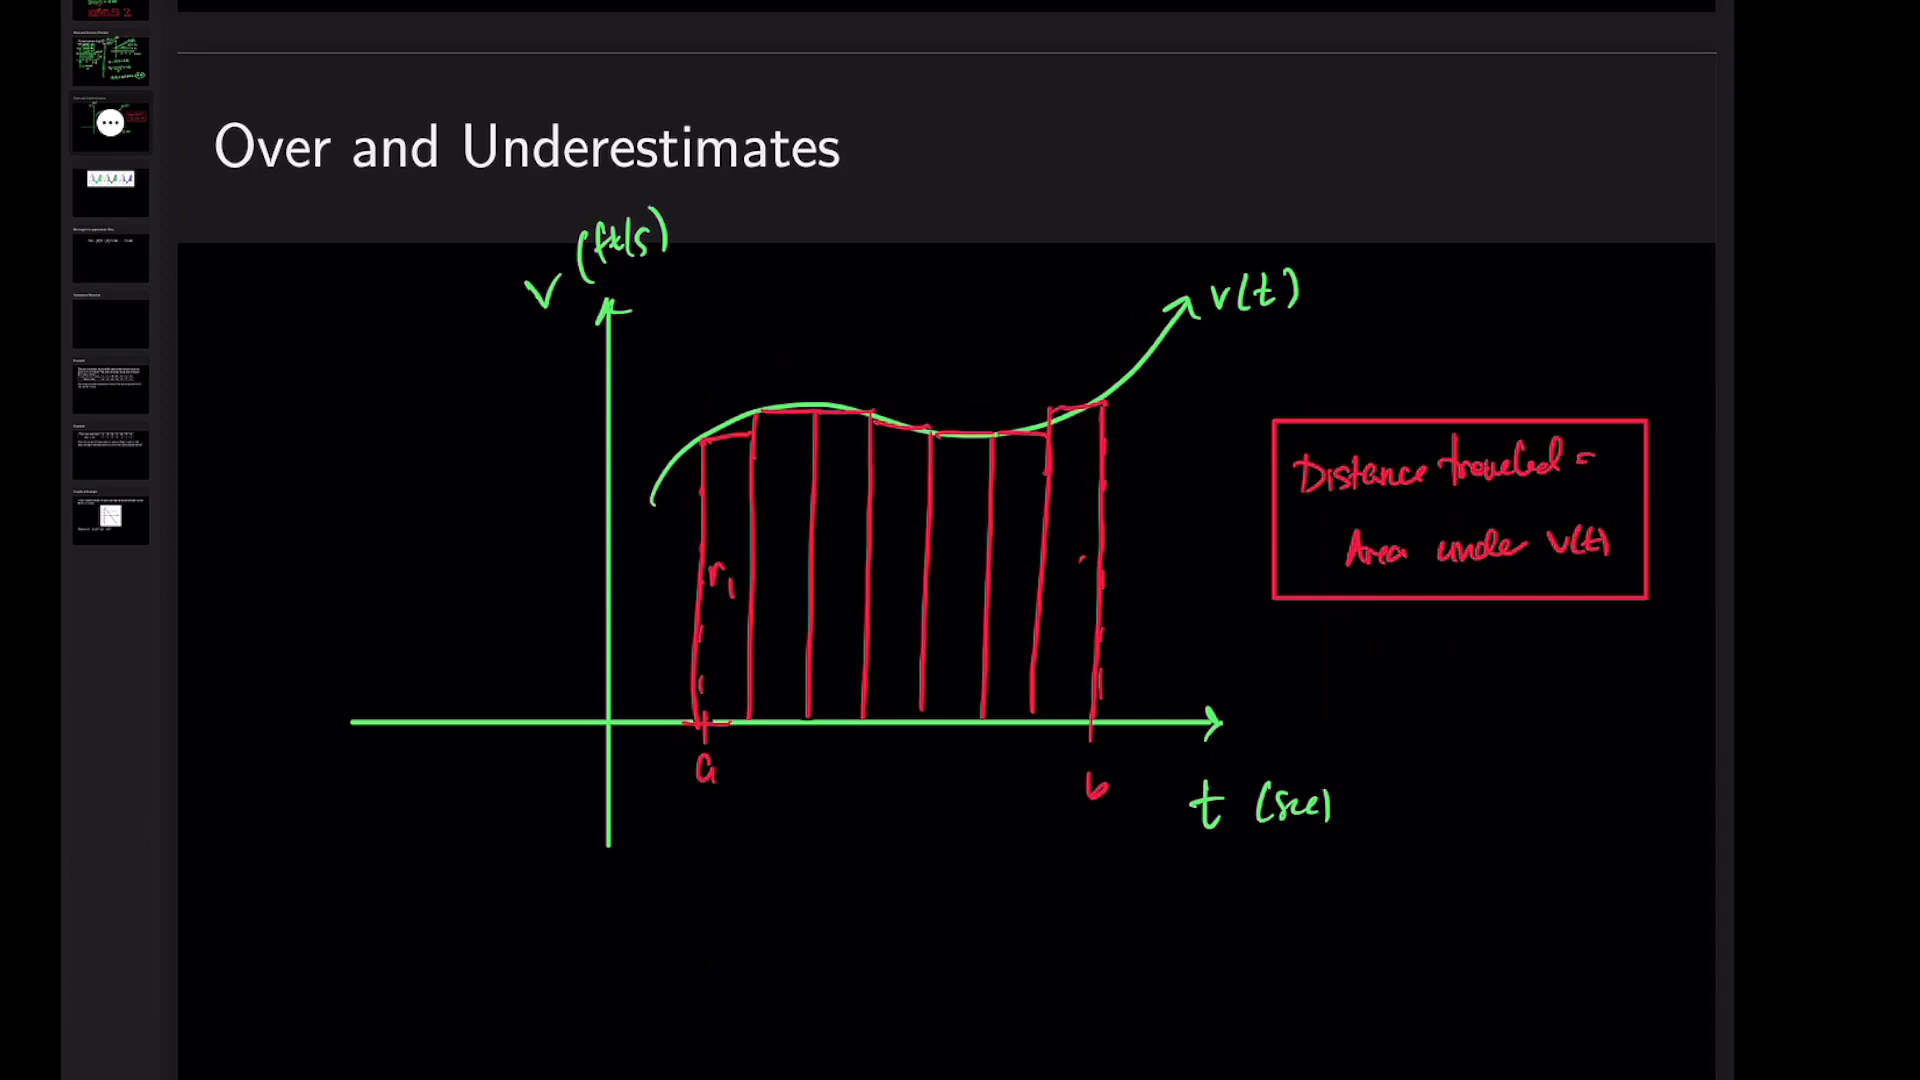 Over and Underestimates
V (ft/s)
v(t)
Distance traveled =
Area under v(t)
r₁
a
b
t (sec)